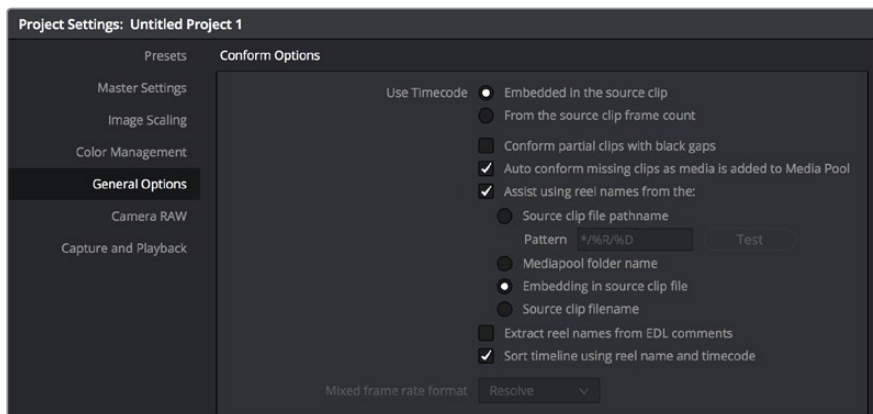 Project Settings: Untitled Project 1
Presets
Master Settings
Image Scaling
Color Management
General Options
Camera RAW
Capture and Playback
Conform Options
Use Timecode Embedded in the source clip
From the source clip frame count
Conform partial clips with black gaps
Auto conform missing clips as media is added to Media Pool
Assist using reel names from the:
Source clip file pathname
Pattern */%R/%D Test
Mediapool folder name
Embedding in source clip file
Source clip filename
Extract reel names from EDL comments
Sort timeline using reel name and timecode
Mixed frame rate format Resolve